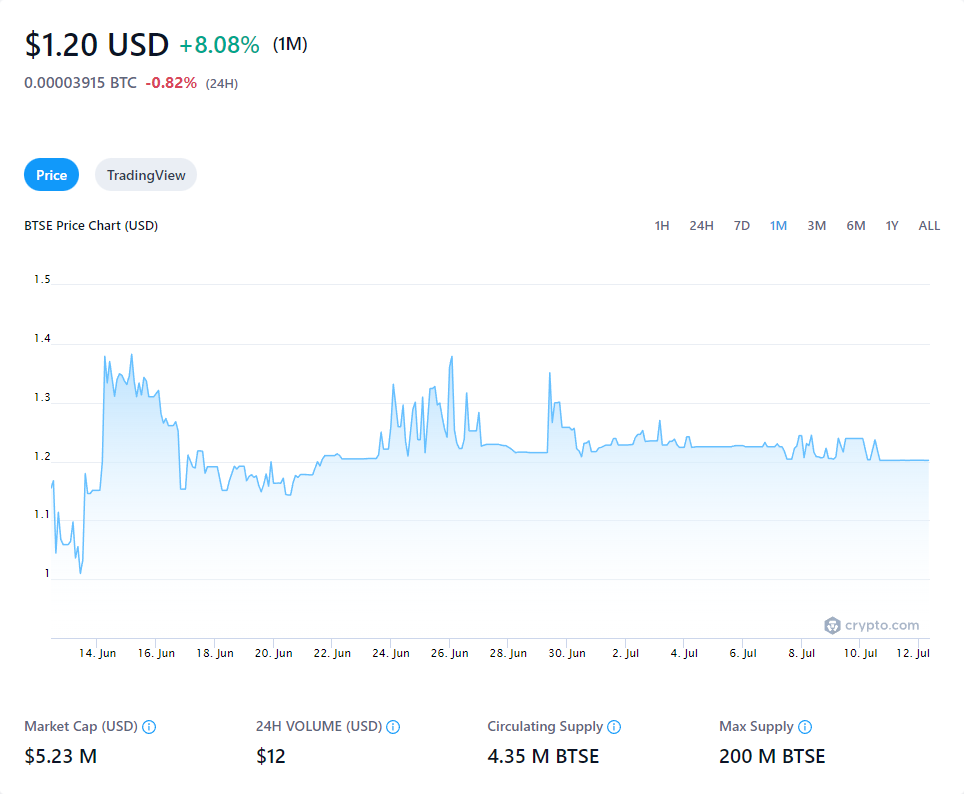 $1.20 USD +8.08% (1M)
0.00003915 BTC -0.82% (24H)
Price TradingView
BTSE Price Chart (USD) 1H 24H 7D 1M 3M 6M 1Y ALL
1.5
1.4
1.3
1.2
1.1
1
crypto.com
14. Jun 16. Jun 18. Jun 20. Jun 22. Jun 24. Jun 26. Jun 28. Jun 30. Jun 2. Jul 4. Jul 6. Jul 8. Jul 10. Jul 12. Jul
Market Cap (USD) 24H VOLUME (USD) Circulating Supply Max Supply
$5.23 M $12 4.35 M BTSE 200 M BTSE